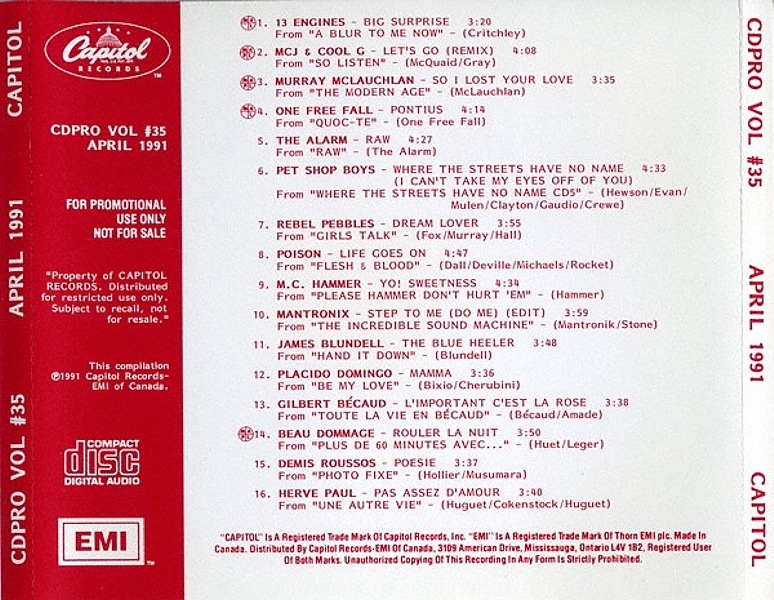 CAPITOL
APRIL 1991
CDPRO VOL #35
Capitol
RECORDS
TM
CDPRO VOL #35
APRIL 1991
FOR PROMOTIONAL
USE ONLY
NOT FOR SALE
"Property of CAPITOL
RECORDS. Distributed
for restricted use only.
Subject to recall, not
for resale."
This compilation
℗1991 Capitol Records-
EMI of Canada.
COMPACT
disc
DIGITAL AUDIO
EMI
TM
1. 13 ENGINES - BIG SURPRISE 3:20
From "A BLUR TO ME NOW" - (Critchley)
2. MCJ & COOL G - LET'S GO (REMIX) 4:08
From "SO LISTEN" - (McQuaid/Gray)
3. MURRAY MCLAUCHLAN - SO I LOST YOUR LOVE 3:35
From "THE MODERN AGE" - (McLauchlan)
4. ONE FREE FALL - PONTIUS 4:14
From "QUOC-TE" - (One Free Fall)
5. THE ALARM - RAW 4:27
From "RAW" - (The Alarm)
6. PET SHOP BOYS - WHERE THE STREETS HAVE NO NAME 4:33
(I CAN'T TAKE MY EYES OFF OF YOU)
From "WHERE THE STREETS HAVE NO NAME CD5" - (Hewson/Evan/
Mulen/Clayton/Gaudio/Crewe)
7. REBEL PEBBLES - DREAM LOVER 3:55
From "GIRLS TALK" - (Fox/Murray/Hall)
8. POISON - LIFE GOES ON 4:47
From "FLESH & BLOOD" - (Dall/Deville/Michaels/Rocket)
9. M.C. HAMMER - YO! SWEETNESS 4:34
From "PLEASE HAMMER DON'T HURT 'EM" - (Hammer)
10. MANTRONIX - STEP TO ME (DO ME) (EDIT) 3:59
From "THE INCREDIBLE SOUND MACHINE" - (Mantronik/Stone)
11. JAMES BLUNDELL - THE BLUE HEELER 3:48
From "HAND IT DOWN" - (Blundell)
12. PLACIDO DOMINGO - MAMMA 3:36
From "BE MY LOVE" - (Bixio/Cherubini)
13. GILBERT BÉCAUD - L'IMPORTANT C'EST LA ROSE 3:38
From "TOUTE LA VIE EN BÉCAUD" - (Bécaud/Amade)
14. BEAU DOMMAGE - ROULER LA NUIT 3:50
From "PLUS DE 60 MINUTES AVEC..." - (Huet/Leger)
15. DEMIS ROUSSOS - POESIE 3:37
From "PHOTO FIXE" - (Hollier/Musumara)
16. HERVE PAUL - PAS ASSEZ D'AMOUR 3:40
From "UNE AUTRE VIE" - (Huguet/Cokenstock/Huguet)
"CAPITOL" Is A Registered Trade Mark Of Capitol Records, Inc. "EMI" Is A Registered Trade Mark Of Thorn EMI plc. Made In
Canada. Distributed By Capitol Records-EMI Of Canada, 3109 American Drive, Mississauga, Ontario L4V 1B2, Registered User
Of Both Marks. Unauthorized Copying Of This Recording In Any Form Is Strictly Prohibited.
CDPRO VOL #35
APRIL 1991
CAPITOL